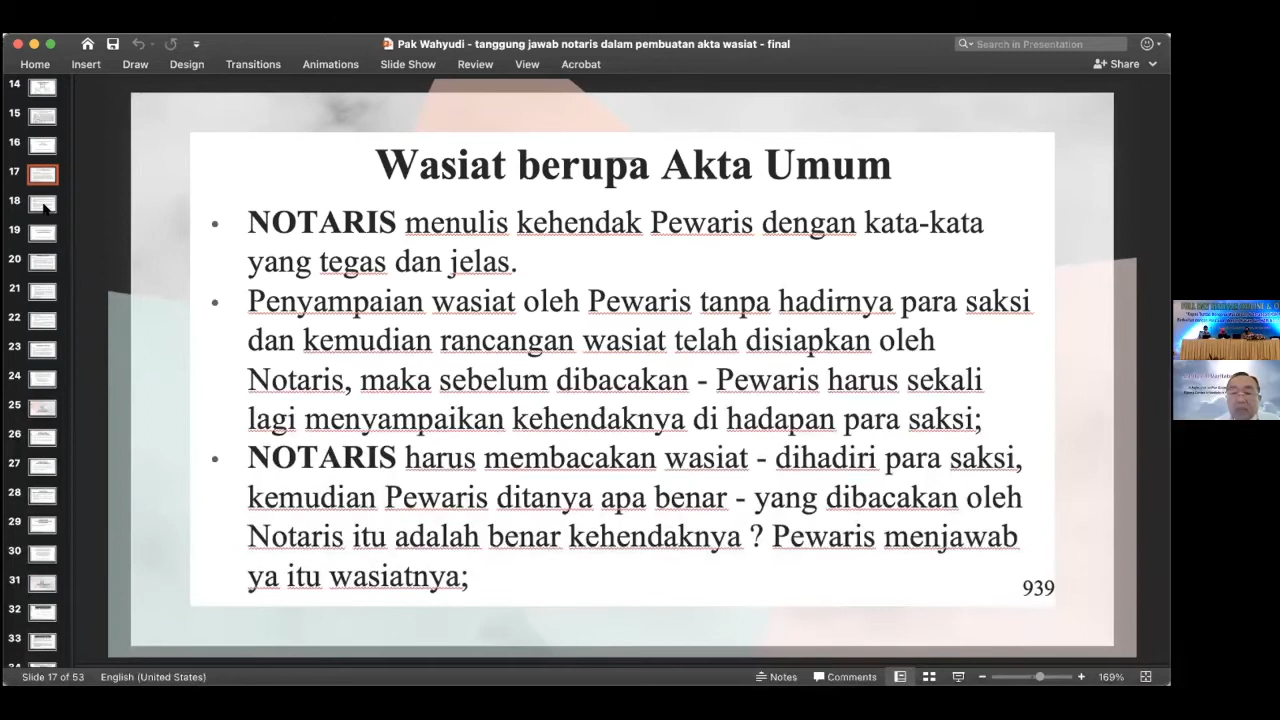 Pak Wahyudi - tanggung jawab notaris dalam pembuatan akta wasiat - final
Search in Presentation
Home Insert Draw Design Transitions Animations Slide Show Review View Acrobat
Share
14
15
16
17
18
19
20
21
22
23
24
25
26
27
28
29
30
31
32
33
Wasiat berupa Akta Umum
• NOTARIS menulis kehendak Pewaris dengan kata-kata
yang tegas dan jelas.
• Penyampaian wasiat oleh Pewaris tanpa hadirnya para saksi
dan kemudian rancangan wasiat telah disiapkan oleh
Notaris, maka sebelum dibacakan - Pewaris harus sekali
lagi menyampaikan kehendaknya di hadapan para saksi;
• NOTARIS harus membacakan wasiat - dihadiri para saksi,
kemudian Pewaris ditanya apa benar - yang dibacakan oleh
Notaris itu adalah benar kehendaknya ? Pewaris menjawab
ya itu wasiatnya;
939
Slide 17 of 53 English (United States)
Notes Comments 169%